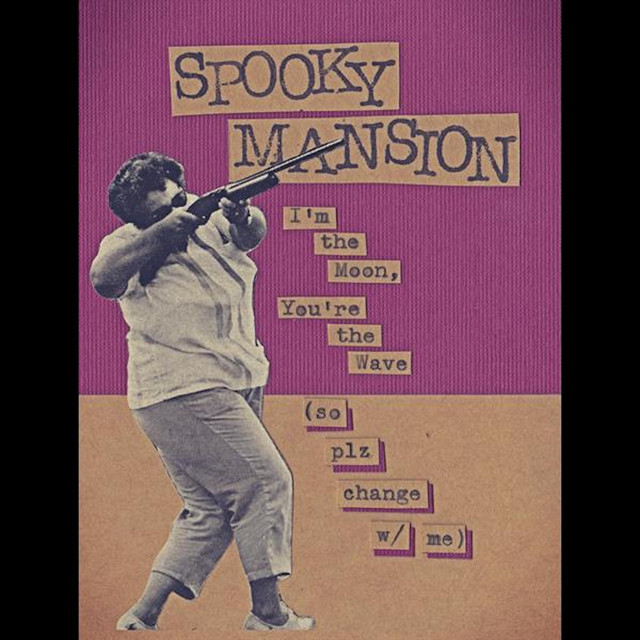 SPOOKY
MANSION
I'm
the
Moon,
You're
the
Wave
(so
plz
change
w/ me)